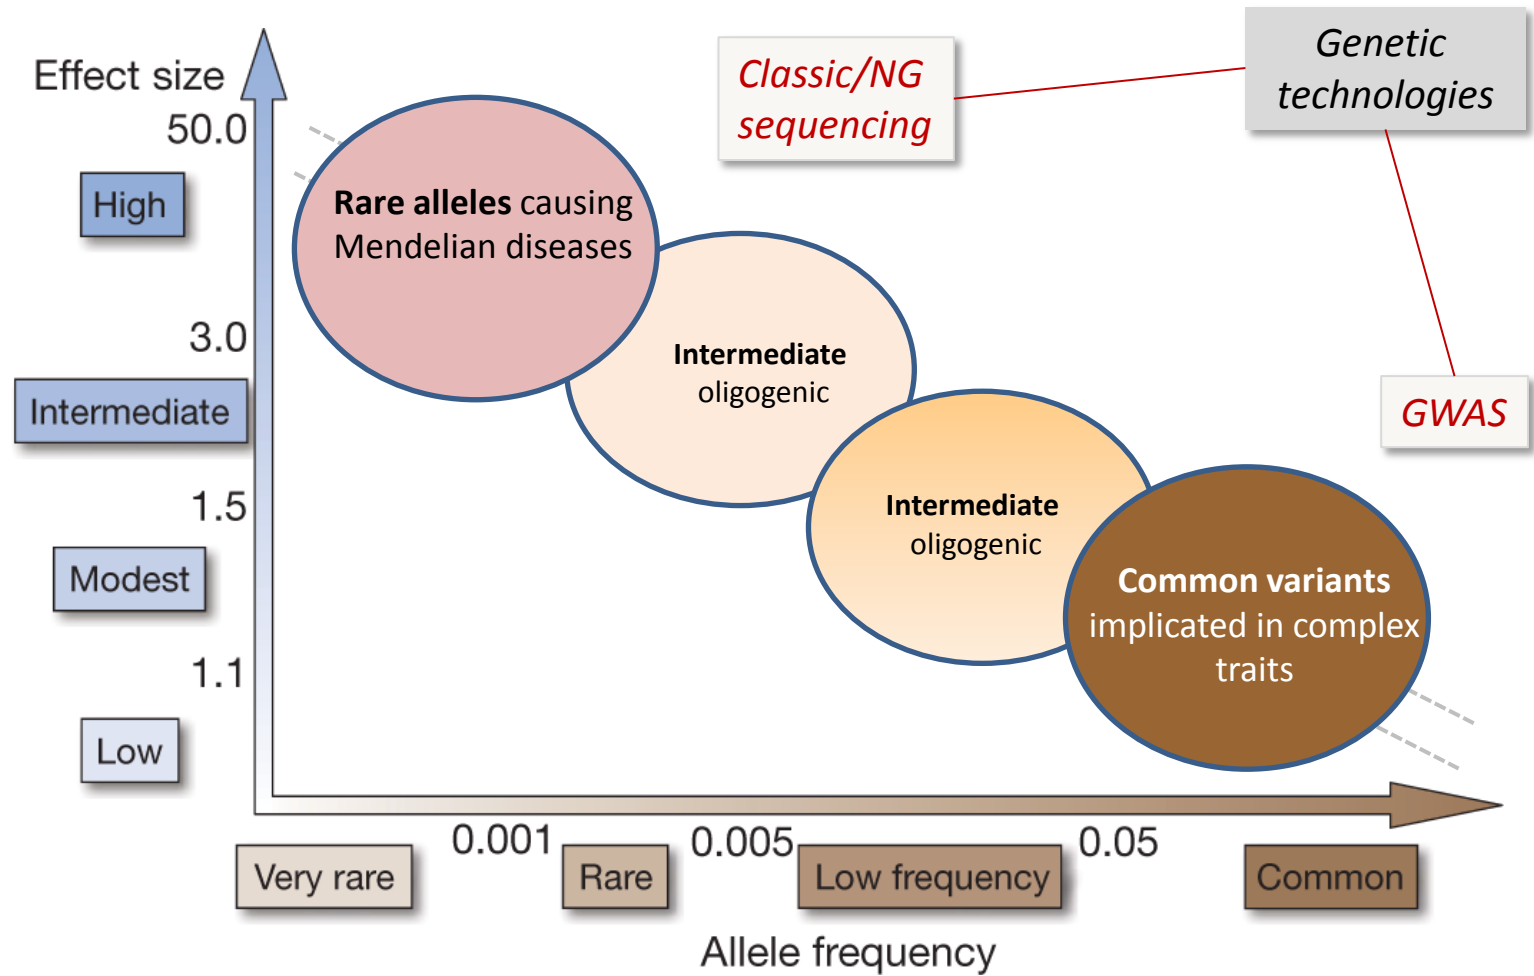 Effect size
50.0
High
3.0
Intermediate
1.5
Modest
1.1
Low
Classic/NG
sequencing
Genetic
technologies
GWAS
Rare alleles causing
Mendelian diseases
Intermediate
oligogenic
Intermediate
oligogenic
Common variants
implicated in complex
traits
0.001
0.005
0.05
Very rare
Rare
Low frequency
Common
Allele frequency